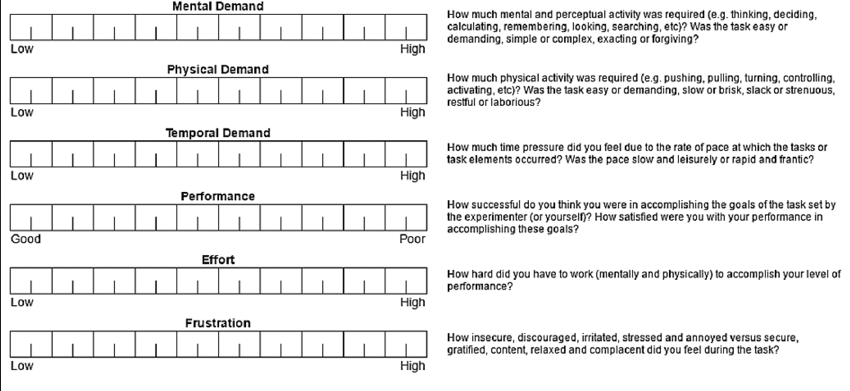 Mental Demand
Low High
How much mental and perceptual activity was required (e.g. thinking, deciding,
calculating, remembering, looking, searching, etc)? Was the task easy or
demanding, simple or complex, exacting or forgiving?
Physical Demand
Low High
How much physical activity was required (e.g. pushing, pulling, turning, controlling,
activating, etc)? Was the task easy or demanding, slow or brisk, slack or strenuous,
restful or laborious?
Temporal Demand
Low High
How much time pressure did you feel due to the rate of pace at which the tasks or
task elements occurred? Was the pace slow and leisurely or rapid and frantic?
Performance
Good Poor
How successful do you think you were in accomplishing the goals of the task set by
the experimenter (or yourself)? How satisfied were you with your performance in
accomplishing these goals?
Effort
Low High
How hard did you have to work (mentally and physically) to accomplish your level of
performance?
Frustration
Low High
How insecure, discouraged, irritated, stressed and annoyed versus secure,
gratified, content, relaxed and complacent did you feel during the task?